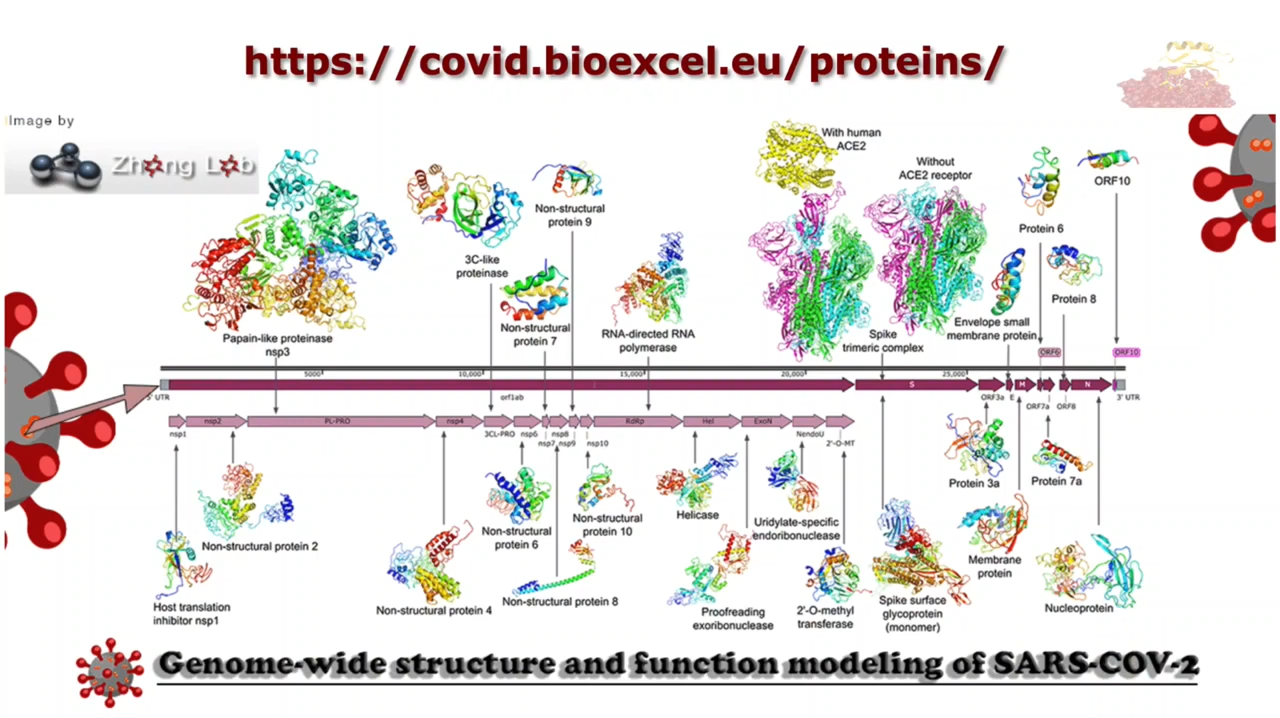 https://covid.bioexcel.eu/proteins/
Image by
Zhang Lab
With human
ACE2
Without
ACE2 receptor
ORF10
Non-structural
protein 9
Protein 6
3C-like
proteinase
Protein 8
Non-structural
protein 7
Papain-like proteinase
nsp3
RNA-directed RNA
polymerase
Spike
trimeric complex
Envelope small
membrane protein
ORF6
ORF10
5000
10,000
15,000
20,000
25,000
S
M
N
5' UTR
orf1ab
ORF3a
E
ORF7a
ORF8
3' UTR
nsp1
nsp2
PL-PRO
nsp4
3CL-PRO
nsp6
nsp7
nsp8
nsp9
nsp10
RdRp
Hel
ExoN
NendoU
2'-O-MT
Protein 3a
Protein 7a
Non-structural protein 2
Non-structural
protein 6
Non-structural
protein 10
Helicase
Uridylate-specific
endoribonuclease
Membrane
protein
Host translation
inhibitor nsp1
Non-structural protein 4
Non-structural protein 8
Proofreading
exoribonuclease
2'-O-methyl
transferase
Spike surface
glycoprotein
(monomer)
Nucleoprotein
Genome-wide structure and function modeling of SARS-COV-2